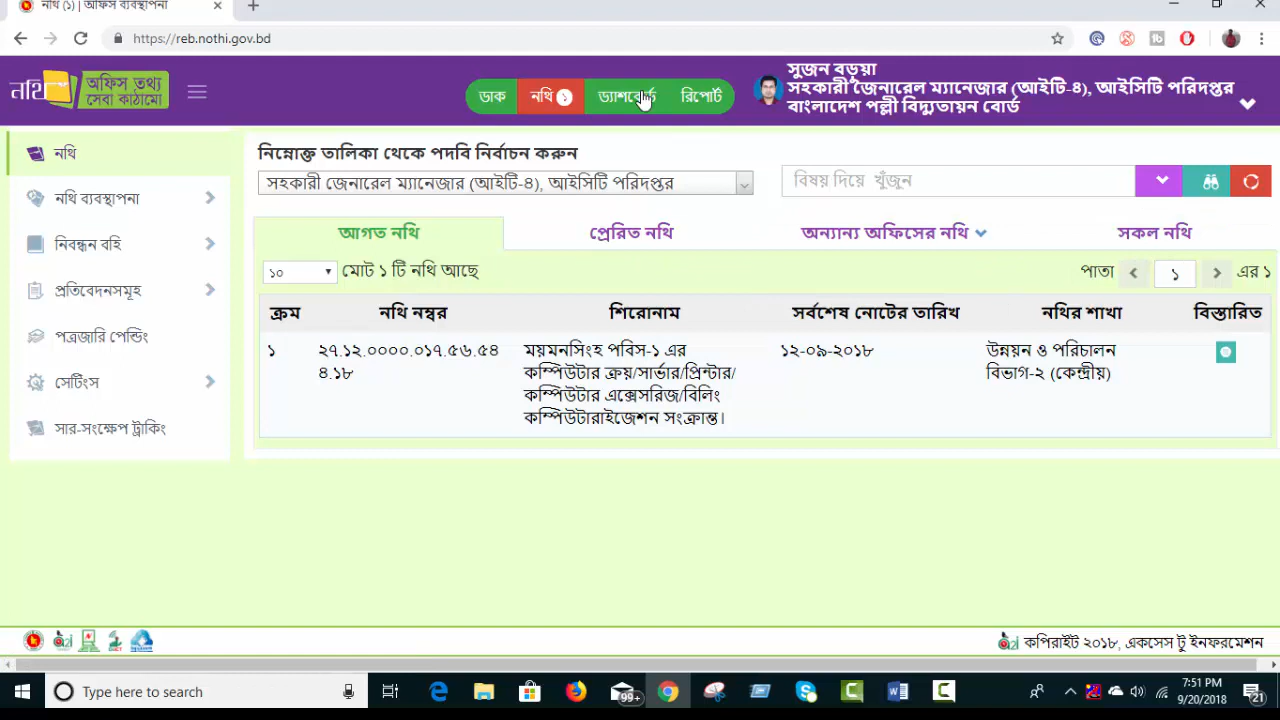 নথি (১) | অফিস ব্যবস্থাপনা
https://reb.nothi.gov.bd
নথি
অফিস তথ্য
সেবা কাঠামো
ডাক
নথি ১
ড্যাশবোর্ড
রিপোর্ট
সুজন বড়ুয়া
সহকারী জেনারেল ম্যানেজার (আইটি-৪), আইসিটি পরিদপ্তর
বাংলাদেশ পল্লী বিদ্যুতায়ন বোর্ড
নথি
নথি ব্যবস্থাপনা
নিবন্ধন বহি
প্রতিবেদনসমূহ
পত্রজারি পেন্ডিং
সেটিংস
সার-সংক্ষেপ ট্রাকিং
নিম্নোক্ত তালিকা থেকে পদবি নির্বাচন করুন
সহকারী জেনারেল ম্যানেজার (আইটি-৪), আইসিটি পরিদপ্তর
বিষয় দিয়ে খুঁজুন
আগত নথি
প্রেরিত নথি
অন্যান্য অফিসের নথি
সকল নথি
১০ মোট ১ টি নথি আছে
পাতা ১ এর ১
ক্রম নথি নম্বর শিরোনাম সর্বশেষ নোটের তারিখ নথির শাখা বিস্তারিত
১ ২৭.১২.০০০০.০১৭.৫৬.৫৪ ময়মনসিংহ পবিস-১ এর ১২-০৯-২০১৮ উন্নয়ন ও পরিচালন
৪.১৮ কম্পিউটার ক্রয়/সার্ভার/প্রিন্টার/ বিভাগ-২ (কেন্দ্রীয়)
কম্পিউটার এক্সেসরিজ/বিলিং
কম্পিউটারাইজেশন সংক্রান্ত।
a2i কপিরাইট ২০১৮, একসেস টু ইনফরমেশন
Type here to search
99+
7:51 PM
9/20/2018
21